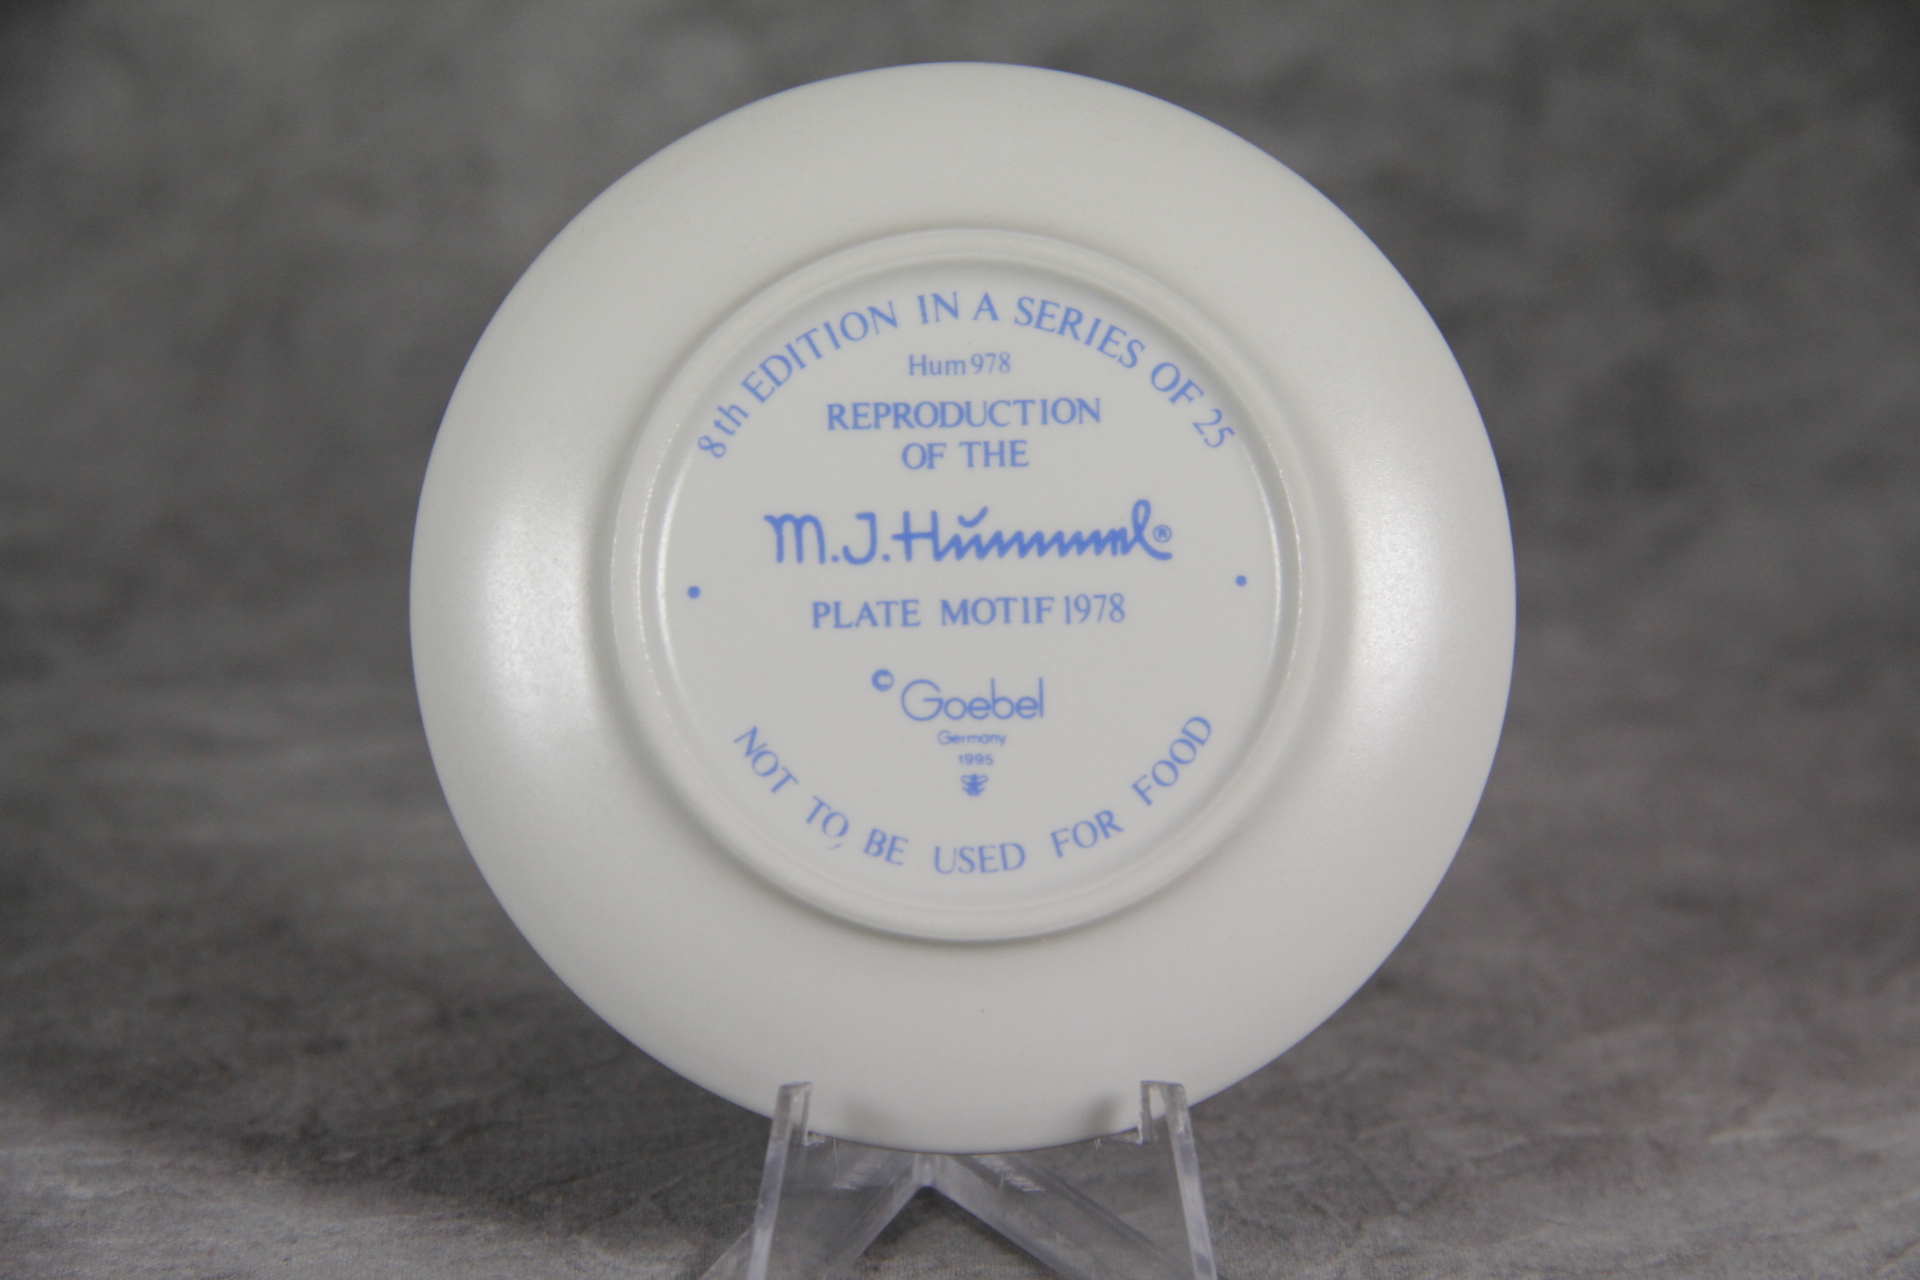 8th EDITION IN A SERIES OF 25
Hum 978
REPRODUCTION
OF THE
M.J.Hummel®
PLATE MOTIF 1978
© Goebel
Germany
1995
NOT TO BE USED FOR FOOD